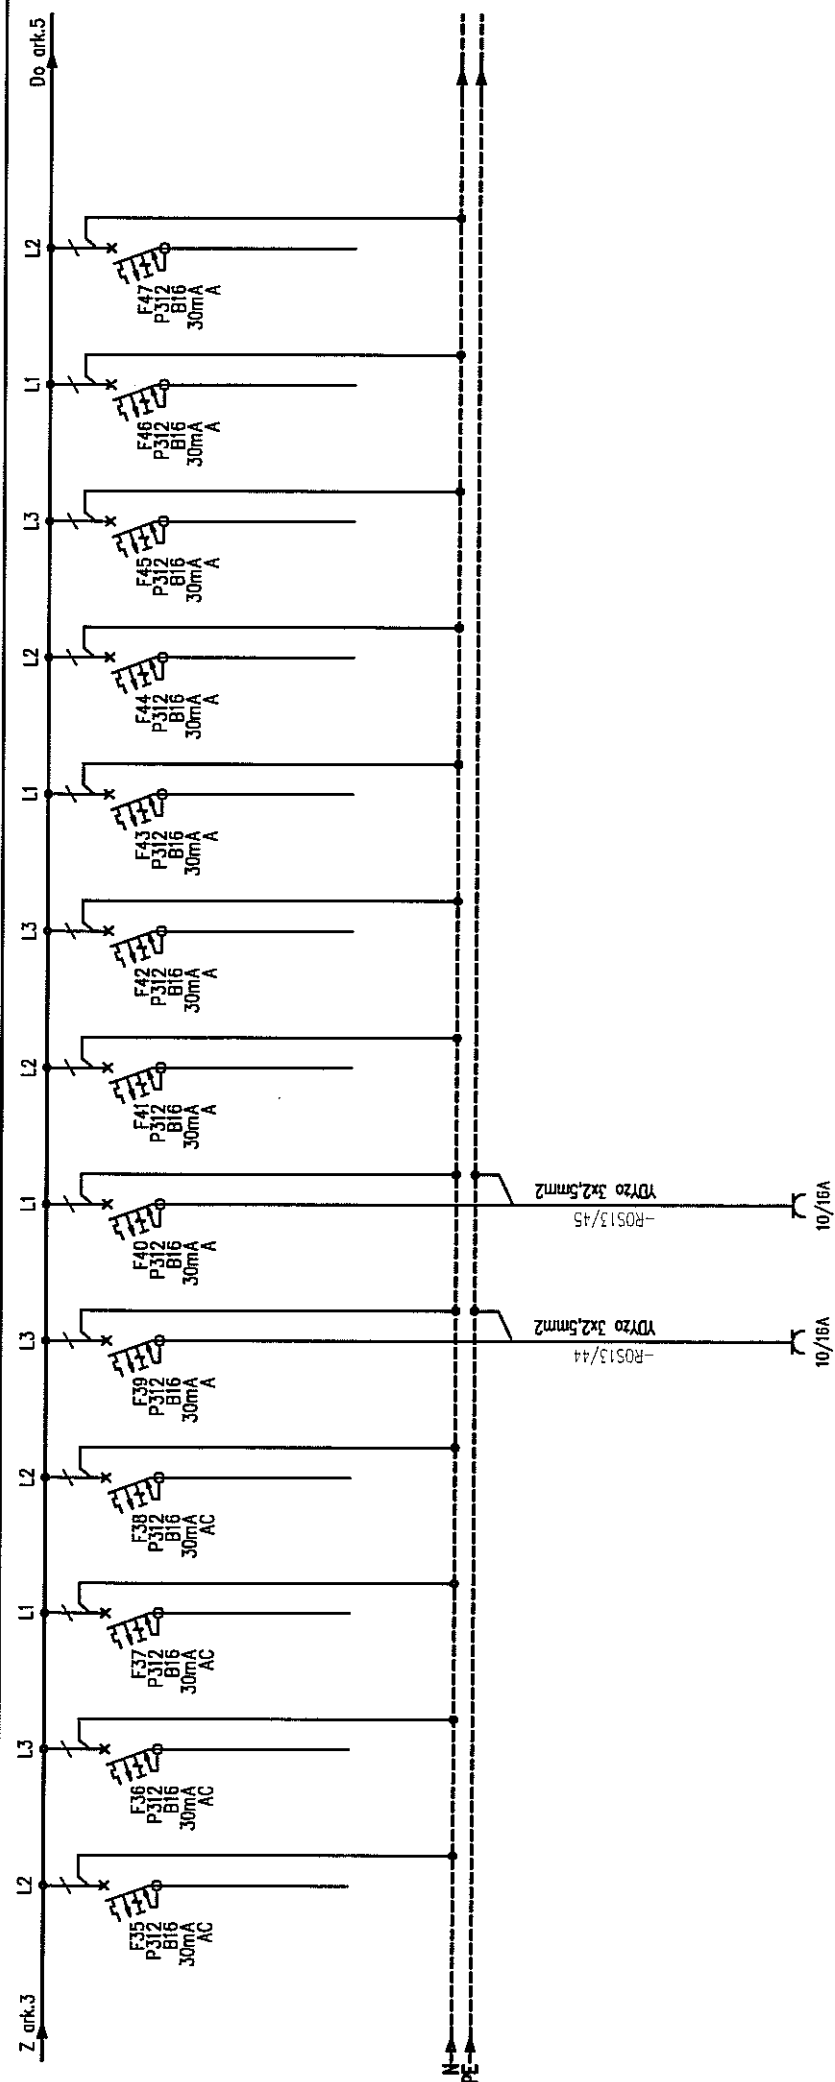 Z ark.3
Do ark.5
N
PE
L2
F35
P312
B16
30mA
AC
L3
F36
P312
B16
30mA
AC
L1
F37
P312
B16
30mA
AC
L2
F38
P312
B16
30mA
AC
L3
F39
P312
B16
30mA
A
-ROS13/44
YDYżo 3x2,5mm2
10/16A
L1
F40
P312
B16
30mA
A
-ROS13/45
YDYżo 3x2,5mm2
10/16A
L2
F41
P312
B16
30mA
A
L3
F42
P312
B16
30mA
A
L1
F43
P312
B16
30mA
A
L2
F44
P312
B16
30mA
A
L3
F45
P312
B16
30mA
A
L1
F46
P312
B16
30mA
A
L2
F47
P312
B16
30mA
A